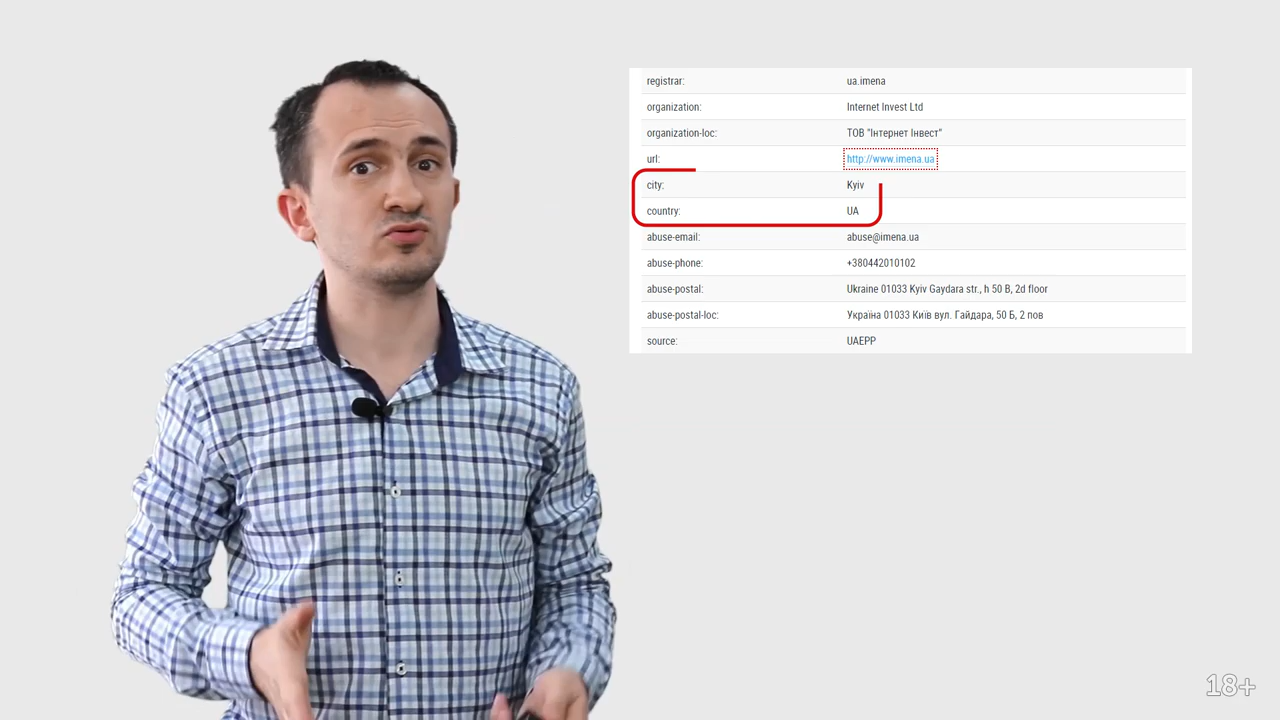 registrar: ua.imena
organization: Internet Invest Ltd
organization-loc: ТОВ "Інтернет Інвест"
url: http://www.imena.ua
city: Kyiv
country: UA
abuse-email: abuse@imena.ua
abuse-phone: +380442010102
abuse-postal: Ukraine 01033 Kyiv Gaydara str., h 50 B, 2d floor
abuse-postal-loc: Україна 01033 Київ вул. Гайдара, 50 Б, 2 пов
source: UAEPP
18+